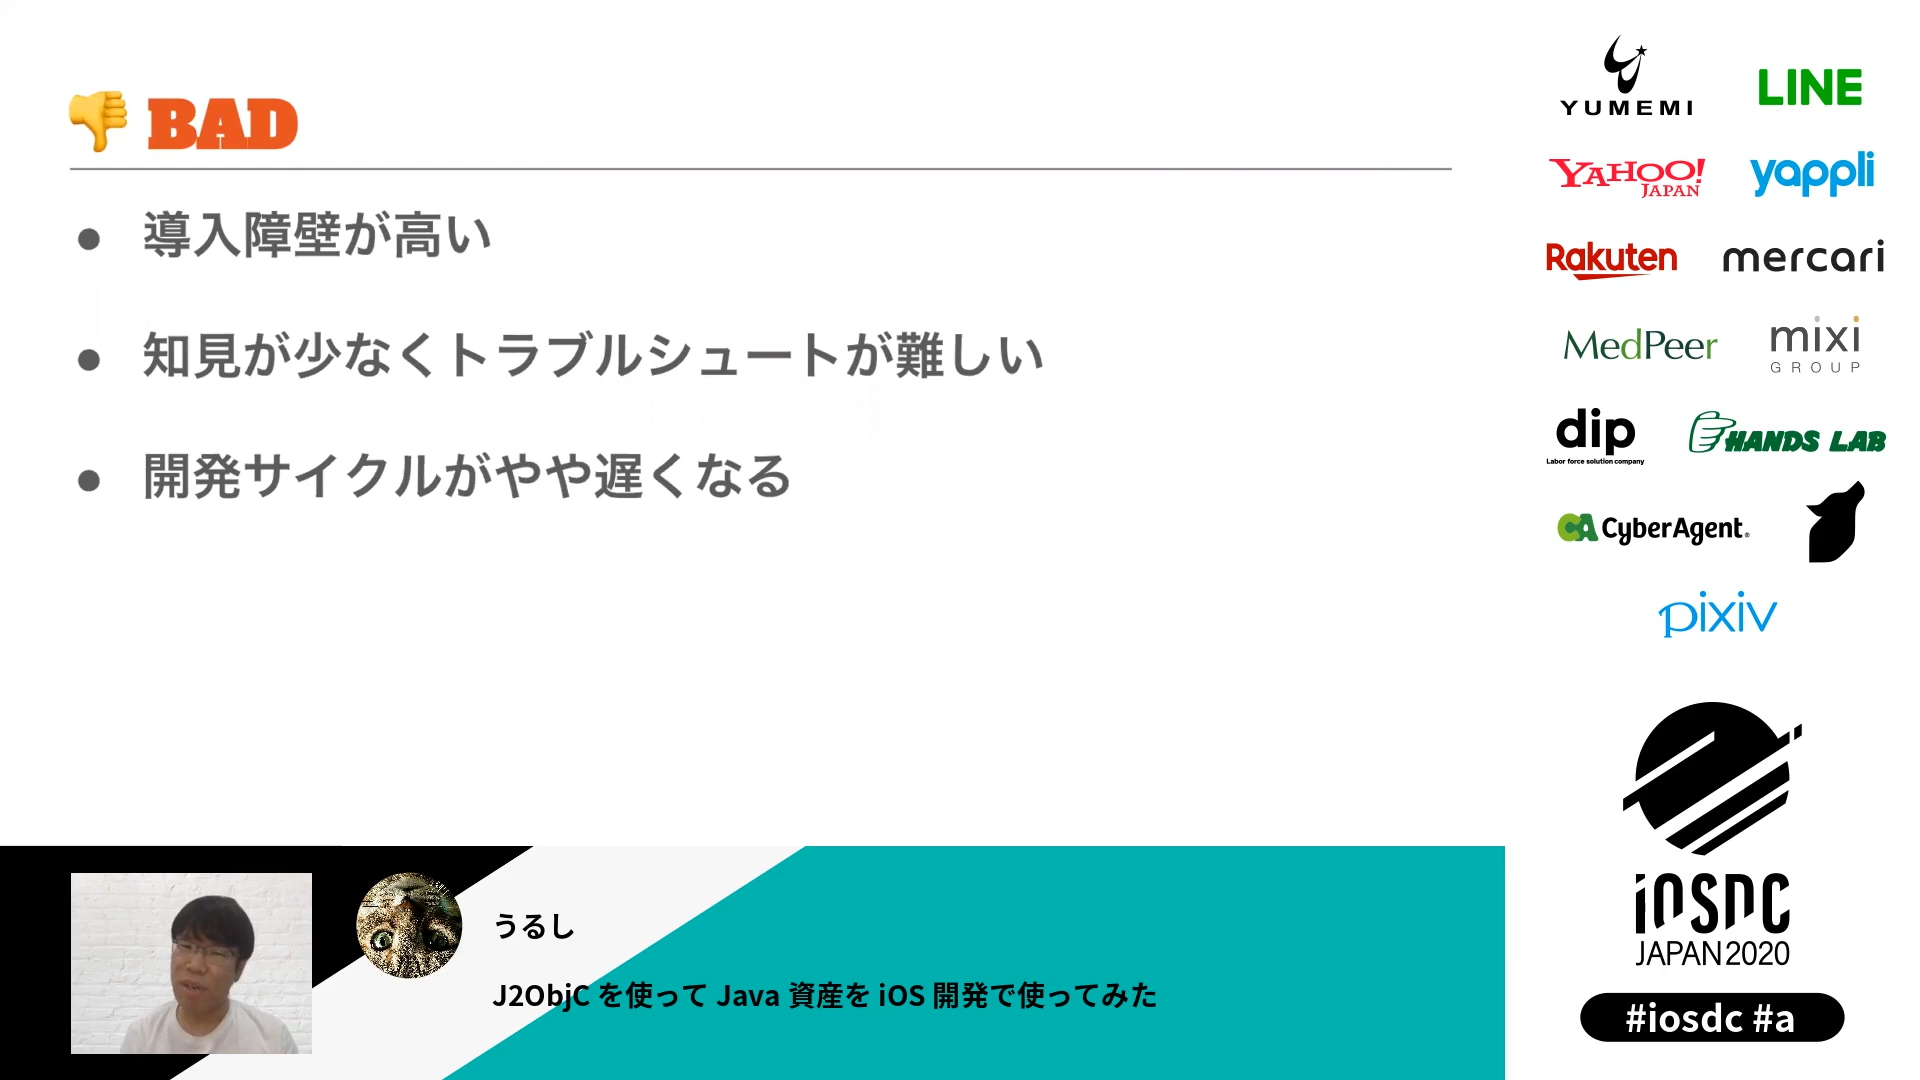 👎 BAD
● 導入障壁が高い
● 知見が少なくトラブルシュートが難しい
● 開発サイクルがやや遅くなる
うるし
J2ObjC を使って Java 資産を iOS 開発で使ってみた
YUMEMI
LINE
YAHOO!
JAPAN
yappli
Rakuten
mercari
MedPeer
mixi
GROUP
dip
Labor force solution company
HANDS LAB
CA CyberAgent.
pixiv
iOSDC
JAPAN2020
#iosdc #a